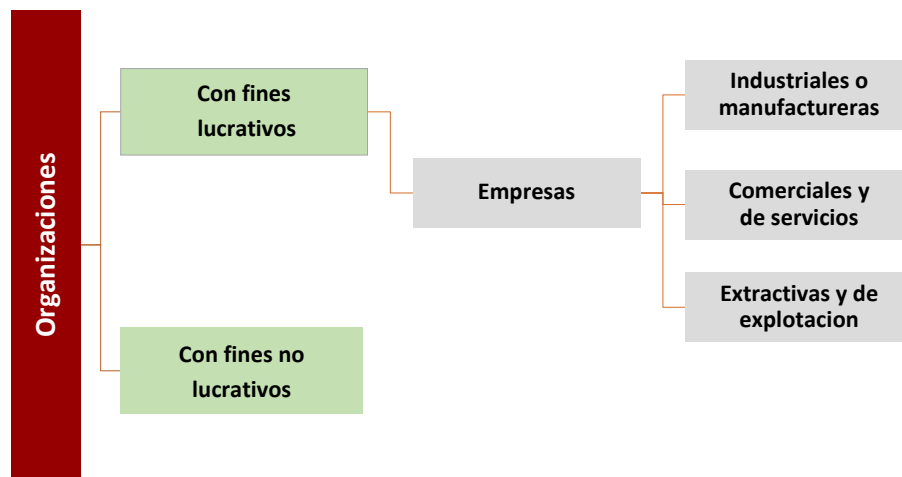 Organizaciones
Con fines
lucrativos
Con fines no
lucrativos
Empresas
Industriales o
manufactureras
Comerciales y
de servicios
Extractivas y de
explotacion